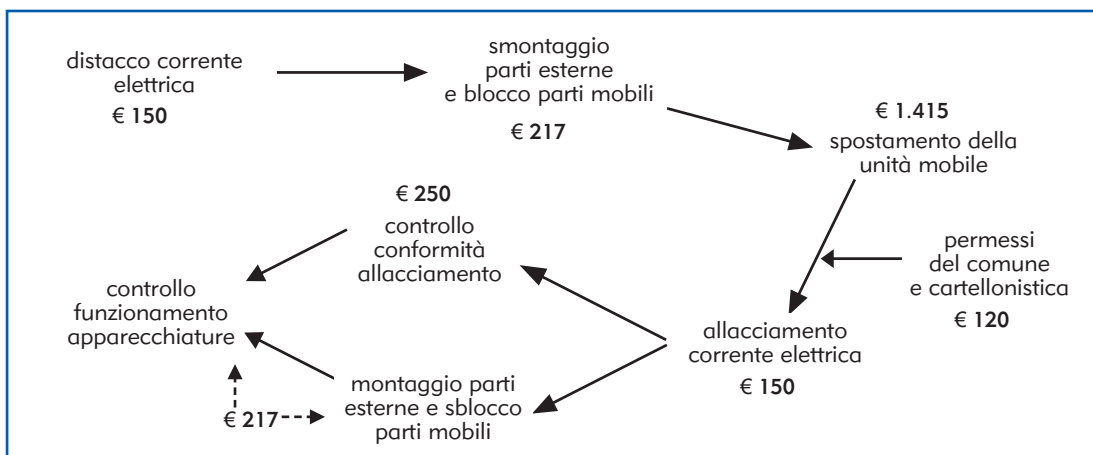 distacco corrente
elettrica
€ 150
smontaggio
parti esterne
e blocco parti mobili
€ 217
€ 1.415
spostamento della
unità mobile
permessi
del comune
e cartellonistica
€ 120
allacciamento
corrente elettrica
€ 150
€ 250
controllo
conformità
allacciamento
montaggio parti
esterne e sblocco
parti mobili
€ 217
controllo
funzionamento
apparecchiature